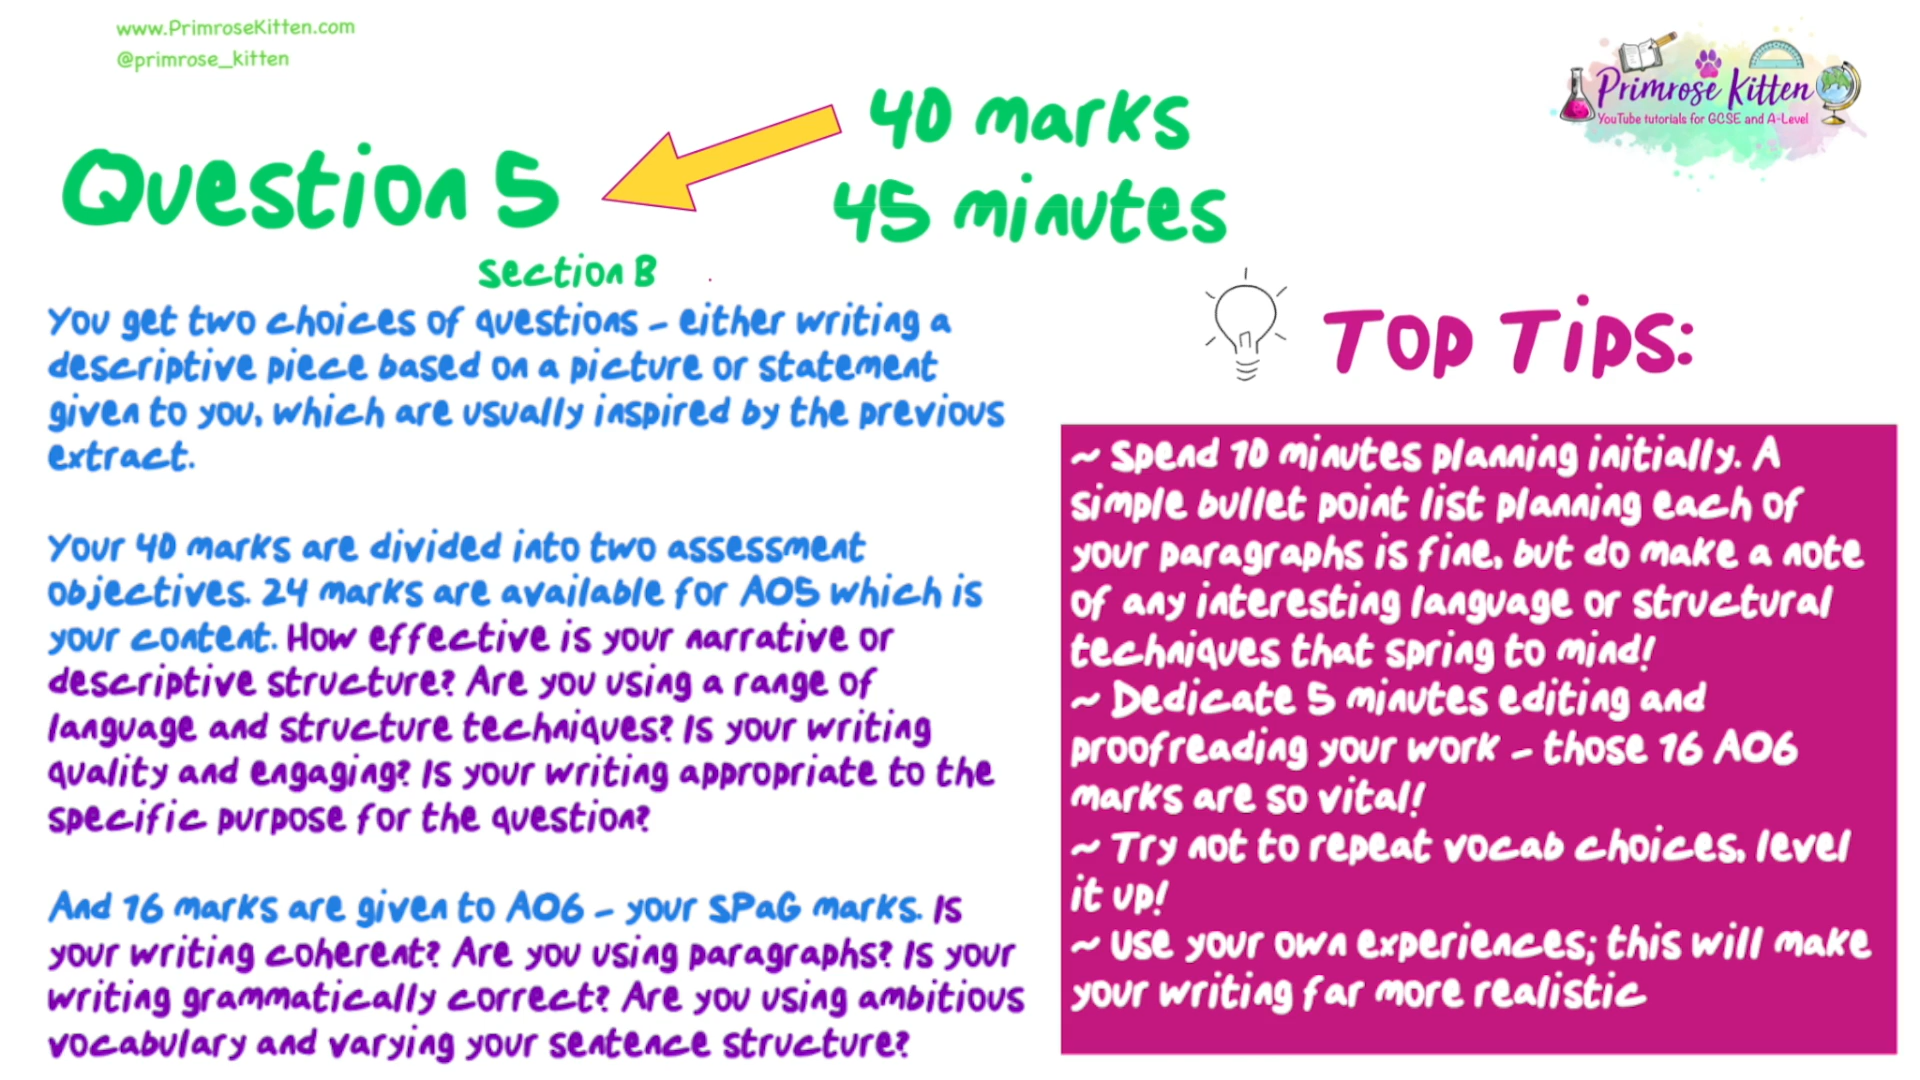 www.PrimroseKitten.com
@primrose_kitten
Primrose Kitten
YouTube tutorials for GCSE and A-Level
40 marks
45 minutes
Question 5
Section B
You get two choices of questions - either writing a
descriptive piece based on a picture or statement
given to you, which are usually inspired by the previous
extract.
Your 40 marks are divided into two assessment
objectives. 24 marks are available for AO5 which is
your content. How effective is your narrative or
descriptive structure? Are you using a range of
language and structure techniques? Is your writing
quality and engaging? Is your writing appropriate to the
specific purpose for the question?
And 16 marks are given to AO6 - your SPaG marks. Is
your writing coherent? Are you using paragraphs? Is your
writing grammatically correct? Are you using ambitious
vocabulary and varying your sentence structure?
Top Tips:
~ Spend 10 minutes planning initially. A
simple bullet point list planning each of
your paragraphs is fine, but do make a note
of any interesting language or structural
techniques that spring to mind!
~ Dedicate 5 minutes editing and
proofreading your work - those 16 AO6
marks are so vital!
~ Try not to repeat vocab choices, level
it up!
~ Use your own experiences; this will make
your writing far more realistic